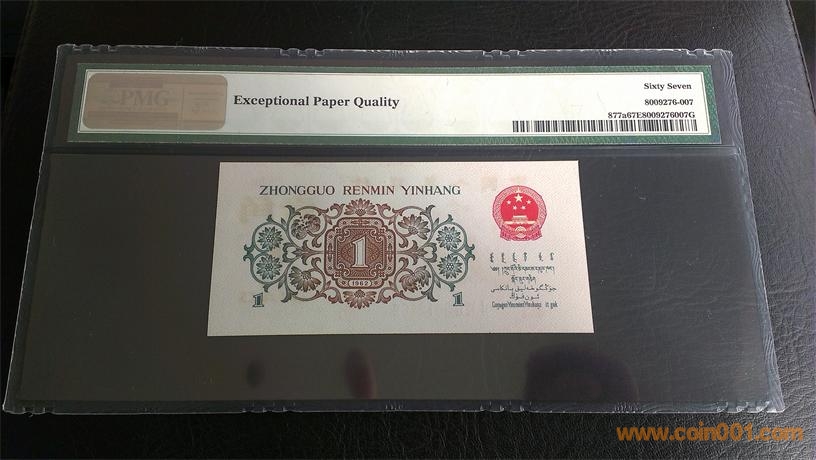 PMG
Exceptional Paper Quality
Sixty Seven
8009276-007
877a67E8009276007G
ZHONGGUO RENMIN YINHANG
1
1962
1
1
www.coin001.com